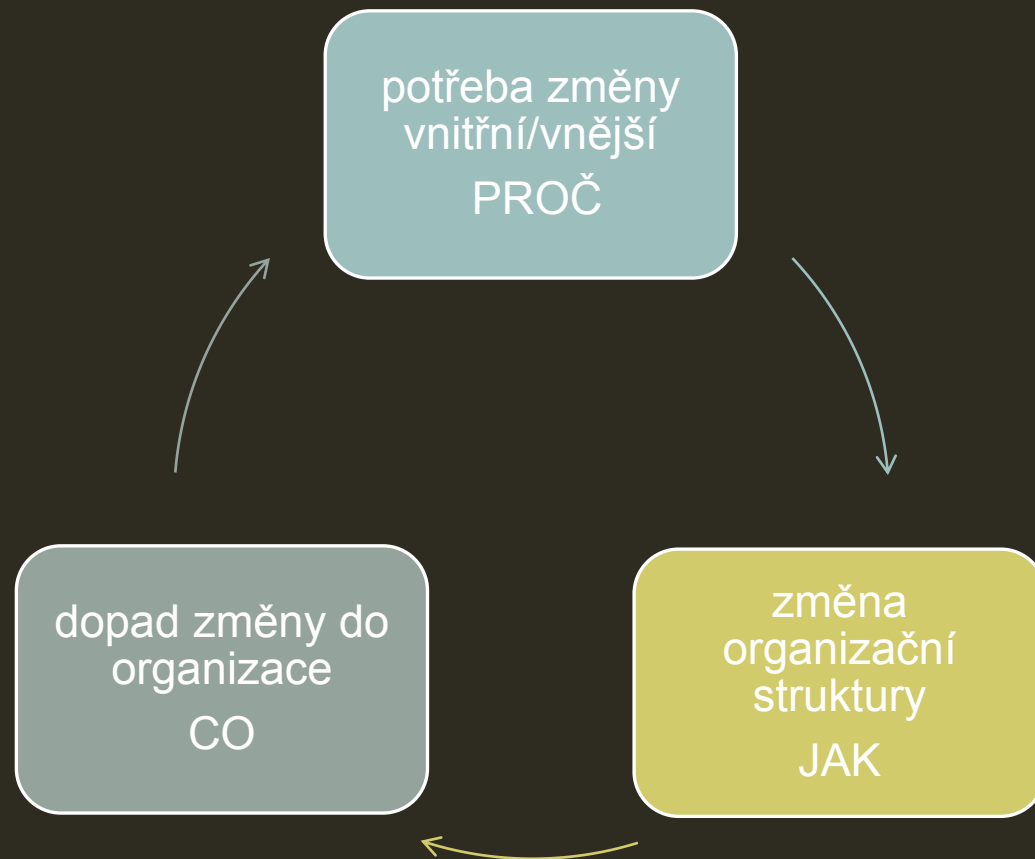 potřeba změny
vnitřní/vnější
PROČ
změna
organizační
struktury
JAK
dopad změny do
organizace
CO